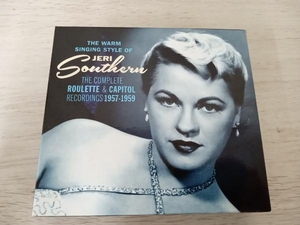 THE WARM
SINGING STYLE OF
JERI
Southern
THE COMPLETE
ROULETTE & CAPITOL
RECORDINGS 1957-1959